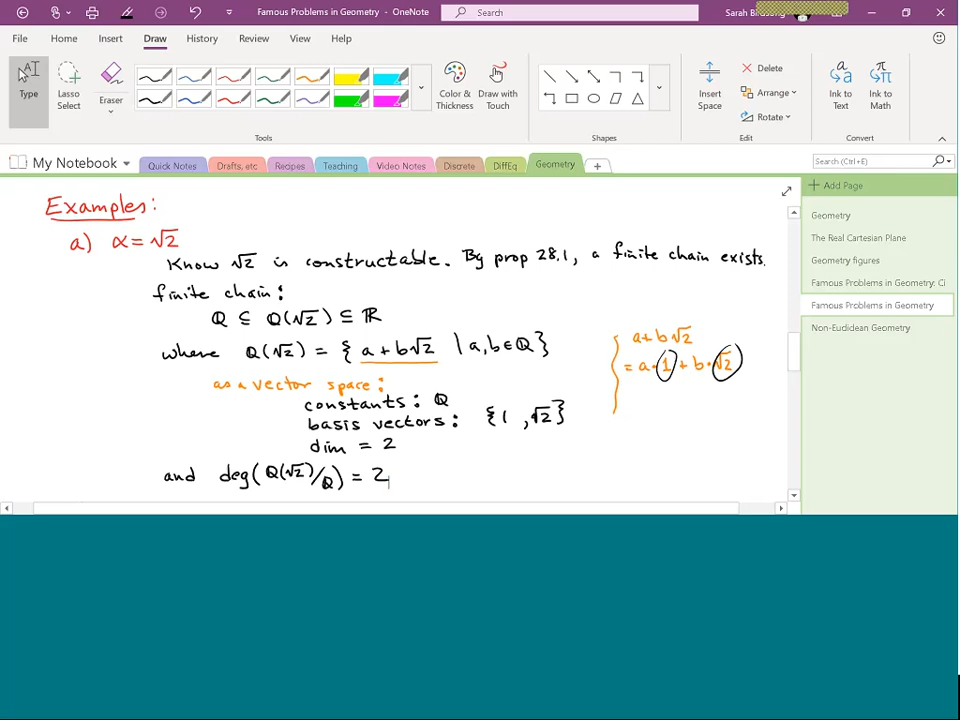 Famous Problems in Geometry - OneNote
Search
File Home Insert Draw History Review View Help
Type
Lasso Select
Eraser
Color & Thickness
Draw with Touch
Insert Space
Delete
Arrange
Rotate
Ink to Text
Ink to Math
Tools
Shapes
Edit
Convert
My Notebook
Quick Notes
Drafts, etc
Recipes
Teaching
Video Notes
Discrete
DiffEq
Geometry
Search (Ctrl+E)
Add Page
Geometry
The Real Cartesian Plane
Geometry figures
Famous Problems in Geometry: Ci
Famous Problems in Geometry
Non-Euclidean Geometry
Examples:
a) α = √2
Know √2 is constructable. By prop 28.1, a finite chain exists.
finite chain:
ℚ ⊆ ℚ(√2) ⊆ ℝ
where ℚ(√2) = { a + b√2 | a, b ∈ ℚ }
a + b√2
= a · 1 + b · √2
as a vector space:
constants: ℚ
basis vectors: {1, √2}
dim = 2
and deg(ℚ(√2)/ℚ) = 2